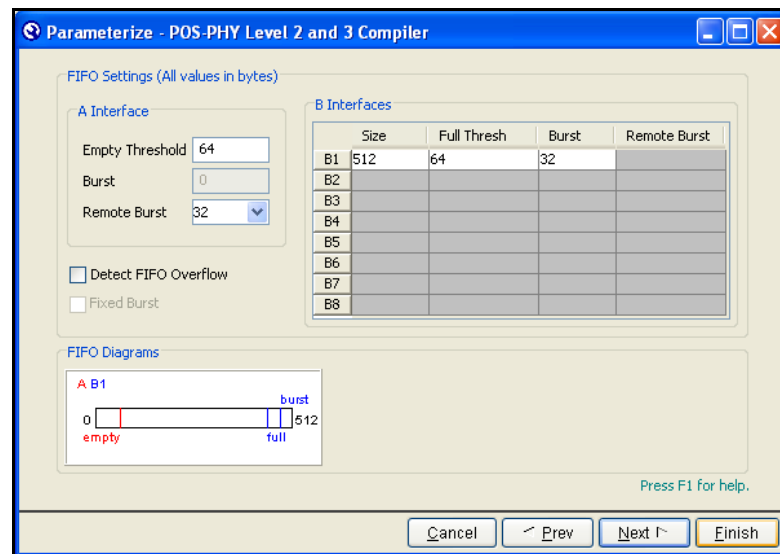 Parameterize - POS-PHY Level 2 and 3 Compiler
FIFO Settings (All values in bytes)
A Interface
Empty Threshold 64
Burst 0
Remote Burst 32
Detect FIFO Overflow
Fixed Burst
B Interfaces
Size Full Thresh Burst Remote Burst
B1 512 64 32
B2
B3
B4
B5
B6
B7
B8
FIFO Diagrams
A B1
burst
0 512
empty full
Press F1 for help.
Cancel Prev Next Finish